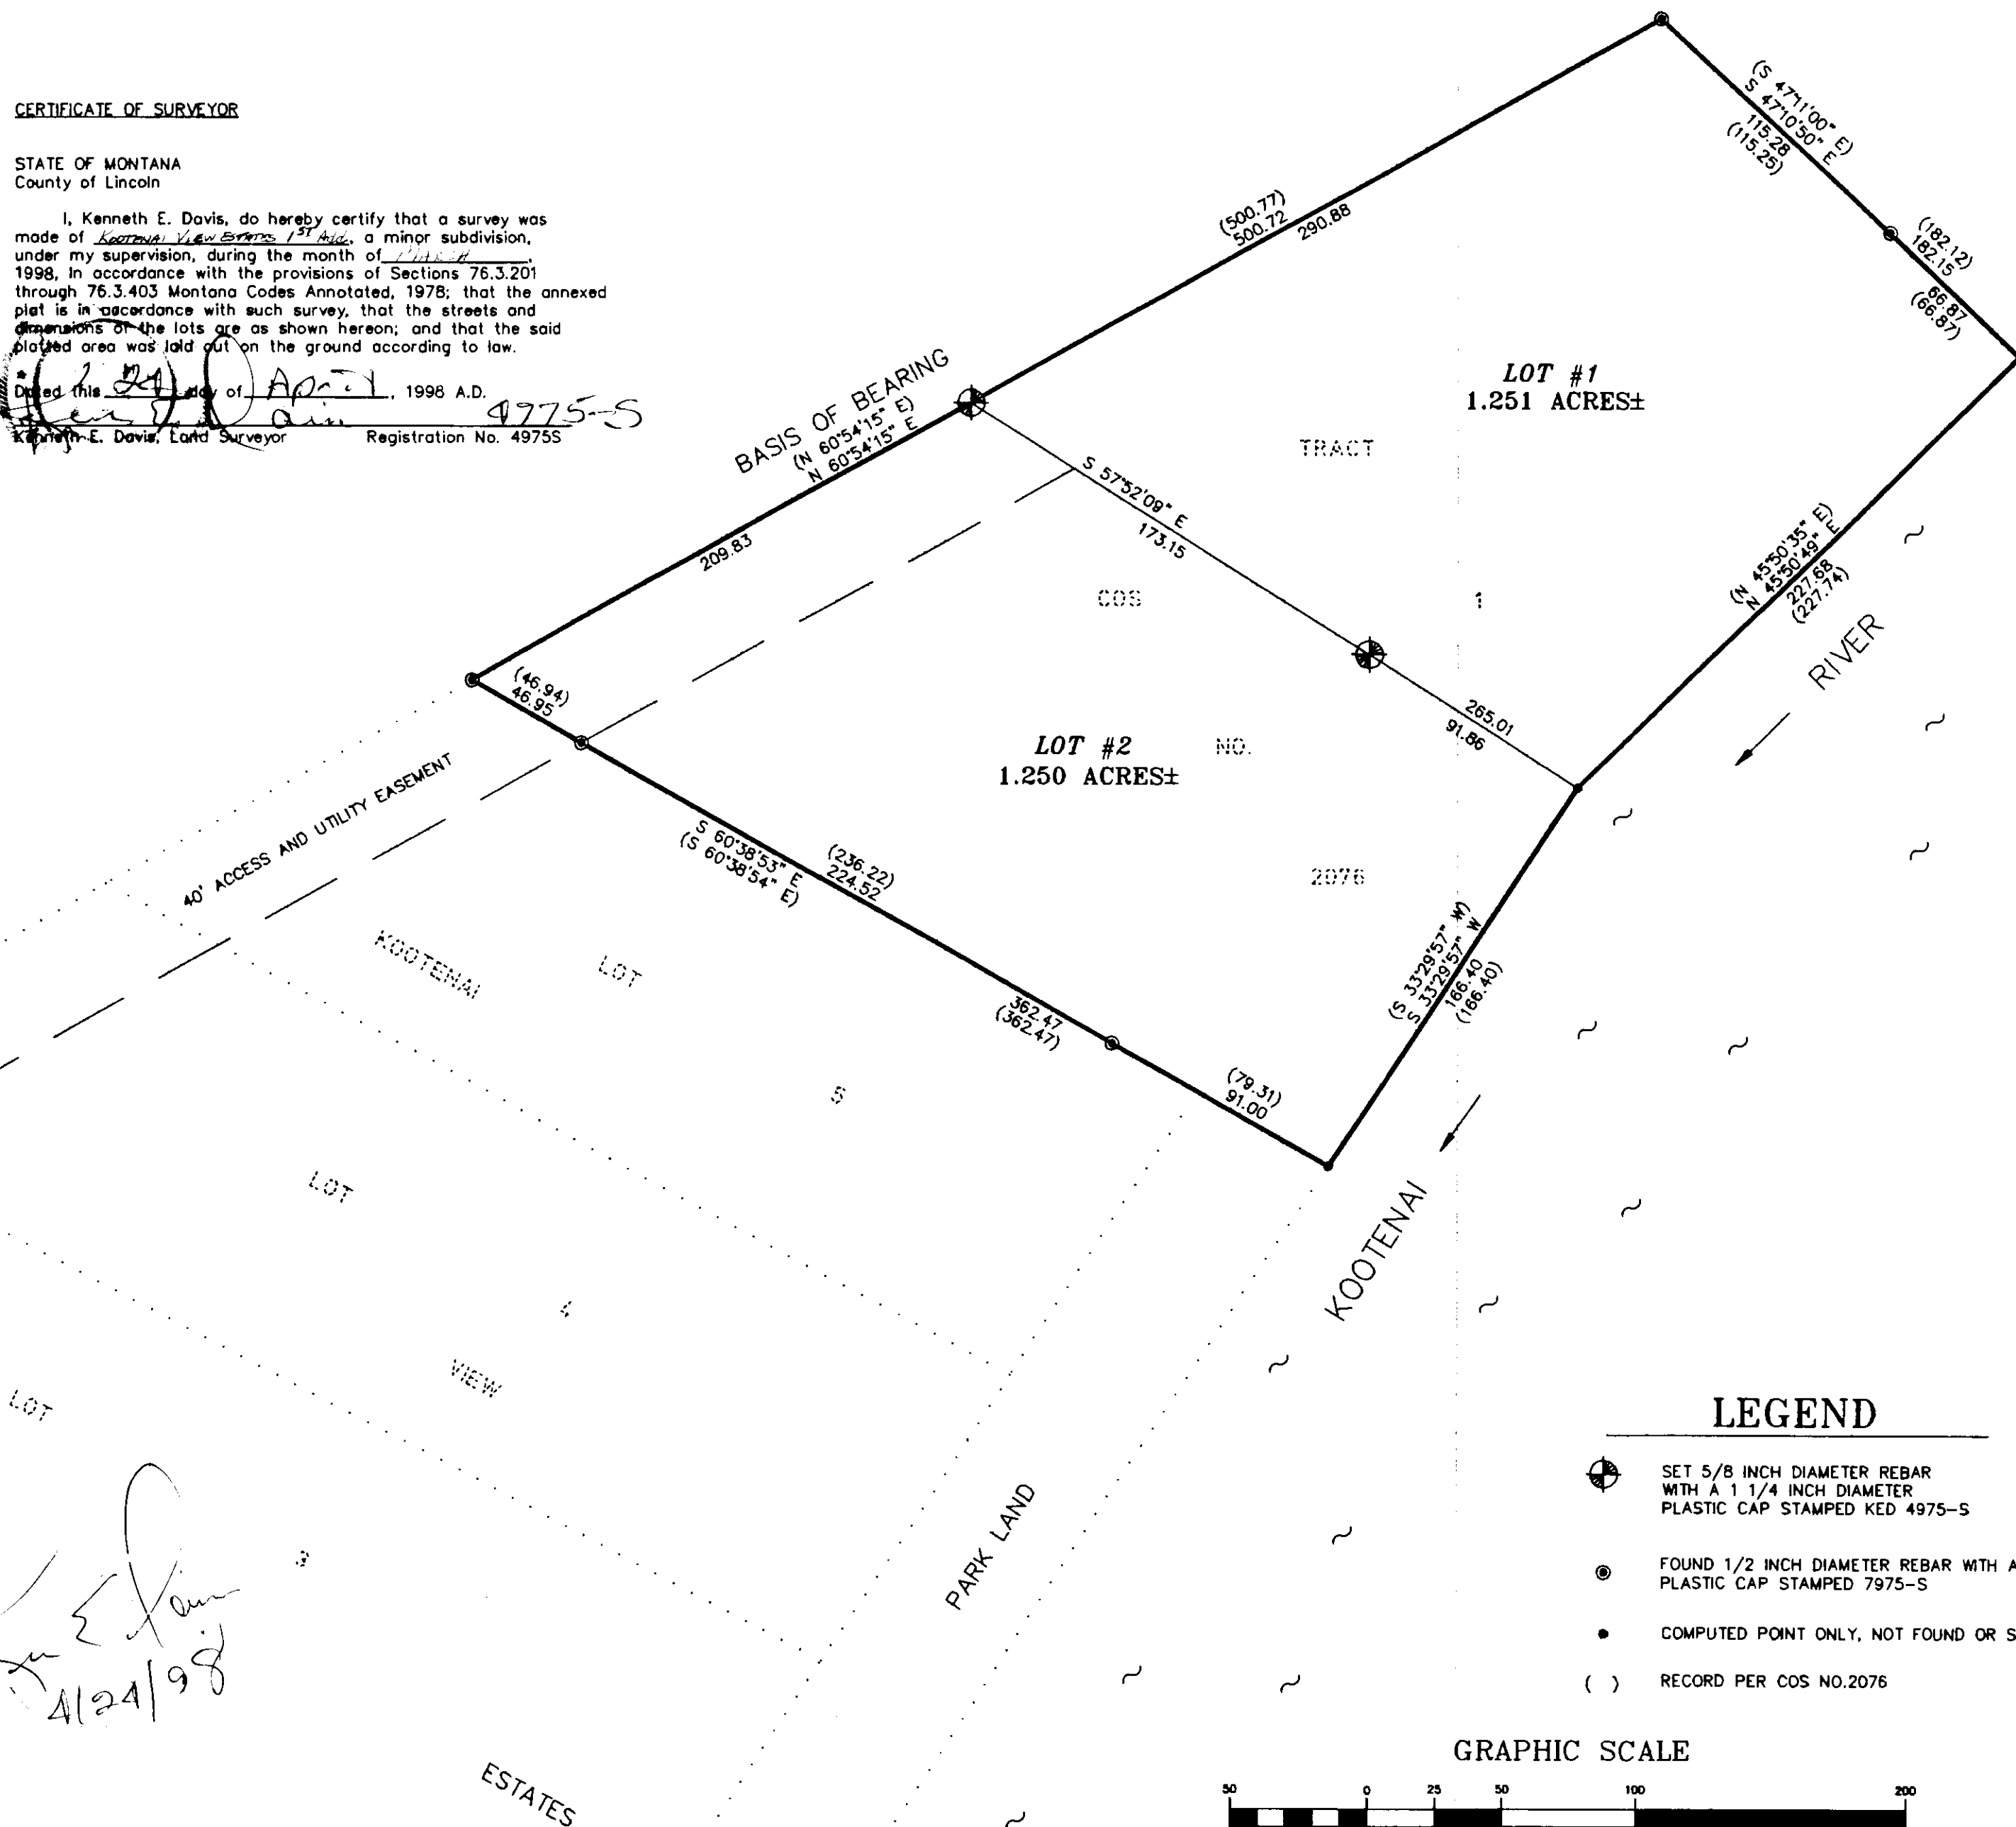 CERTIFICATE OF SURVEYOR
STATE OF MONTANA
County of Lincoln
I, Kenneth E. Davis, do hereby certify that a survey was
made of KOOTENAI VIEW ESTATES 1ST Add., a minor subdivision,
under my supervision, during the month of MARCH,
1998, in accordance with the provisions of Sections 76.3.201
through 76.3.403 Montana Codes Annotated, 1978; that the annexed
plat is in accordance with such survey, that the streets and
dimensions of the lots are as shown hereon; and that the said
platted area was laid out on the ground according to law.
Dated this 24 day of April, 1998 A.D.
4975-S
Kenneth E. Davis, Land Surveyor Registration No. 4975S
(S 47°11'00" E)
S 47°10'50" E
115.28
(115.25)
(182.12)
182.15
66.87
(66.87)
(500.77)
500.72
290.88
BASIS OF BEARING
(N 60°54'15" E)
N 60°54'15" E
209.83
LOT #1
1.251 ACRES±
TRACT
1
S 57°52'09" E
173.15
265.01
91.86
(N 45°50'35" E)
N 45°50'49" E
227.68
(227.74)
RIVER
COS
NO.
2076
(46.94)
46.95
LOT #2
1.250 ACRES±
40' ACCESS AND UTILITY EASEMENT
S 60°38'53" E
(S 60°38'54" E)
(236.22)
224.52
362.47
(362.47)
(79.31)
91.00
(S 33°29'57" W)
S 33°29'57" W
166.40
(166.40)
KOOTENAI
KOOTENAI
LOT
5
LOT
4
VIEW
LOT
3
ESTATES
PARK LAND
4/24/98
LEGEND
SET 5/8 INCH DIAMETER REBAR
WITH A 1 1/4 INCH DIAMETER
PLASTIC CAP STAMPED KED 4975-S
FOUND 1/2 INCH DIAMETER REBAR WITH A
PLASTIC CAP STAMPED 7975-S
COMPUTED POINT ONLY, NOT FOUND OR S
( ) RECORD PER COS NO.2076
GRAPHIC SCALE
50 0 25 50 100 200